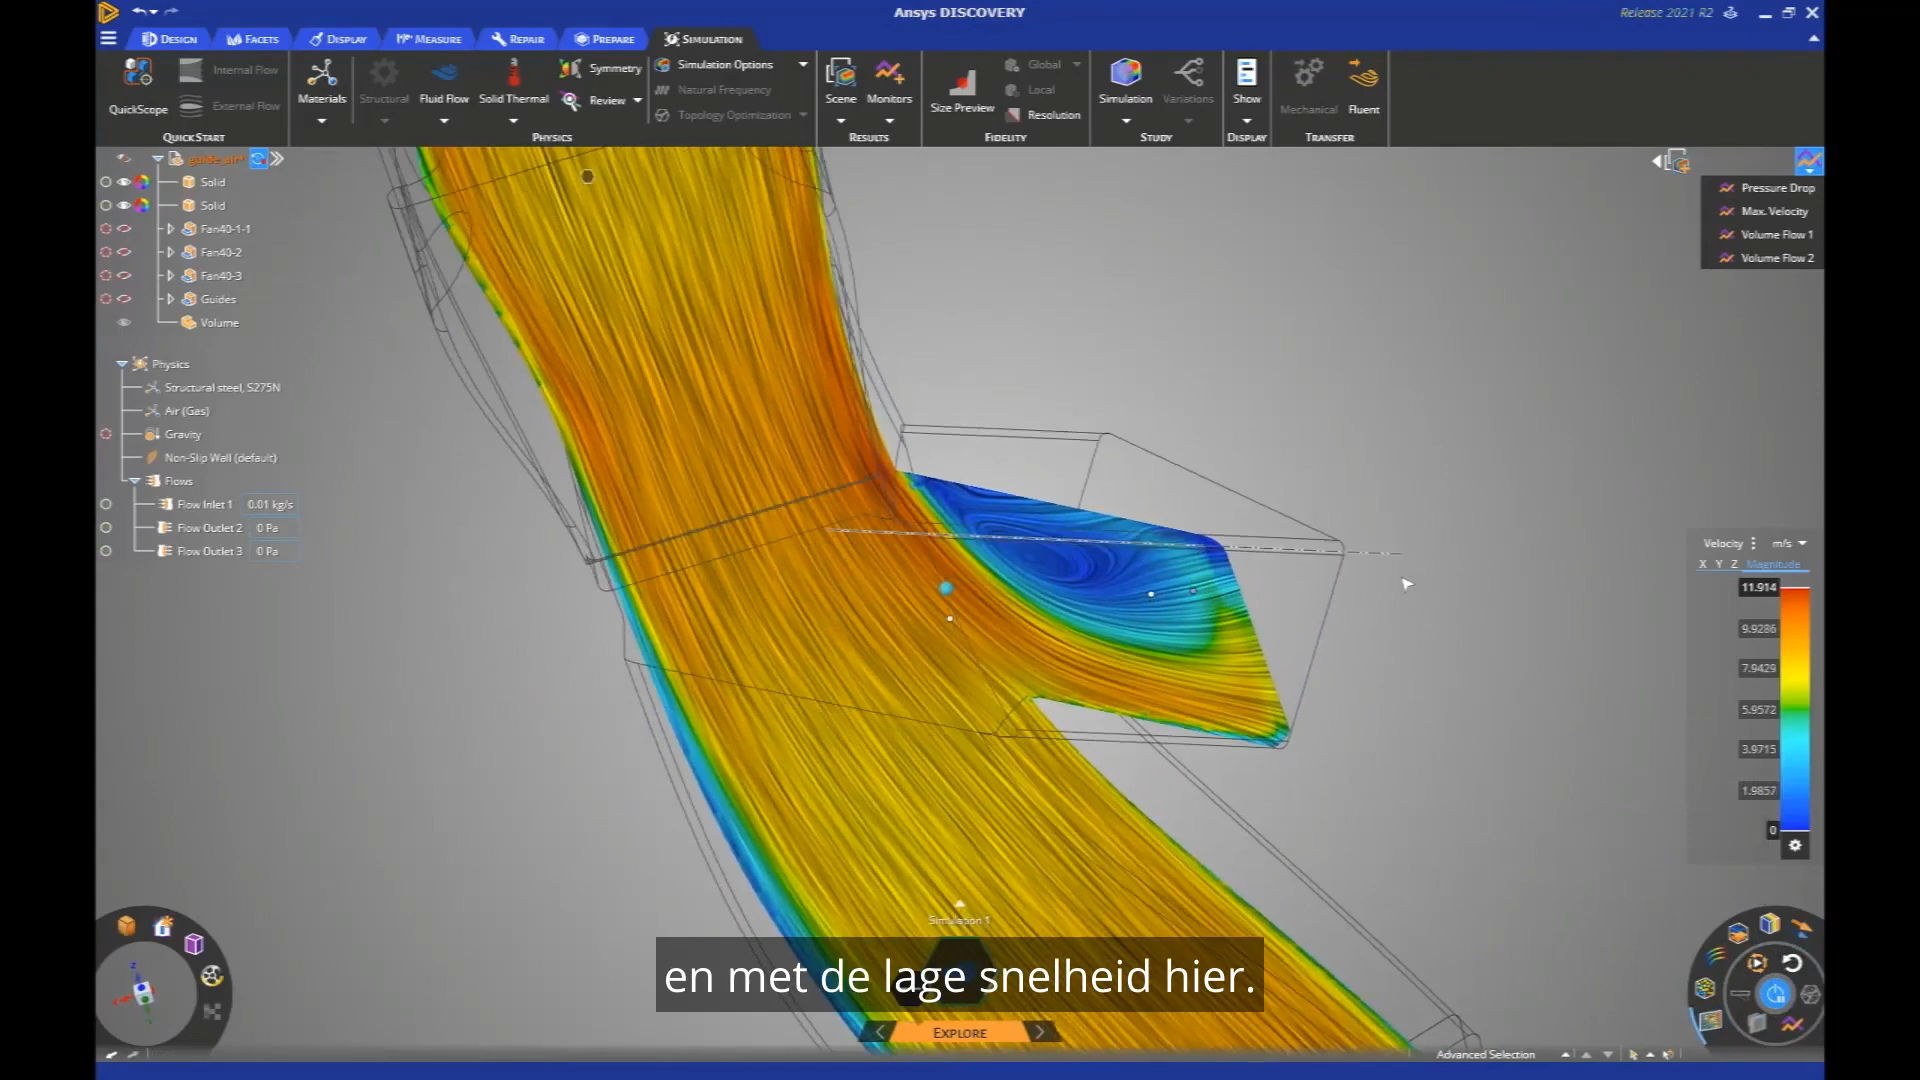 Ansys DISCOVERY
Release 2021 R2
DESIGN
FACETS
DISPLAY
MEASURE
REPAIR
PREPARE
SIMULATION
QuickScope
Internal Flow
External Flow
QUICKSTART
Materials
Structural
Fluid Flow
Solid Thermal
Symmetry
Review
Simulation Options
Natural Frequency
Topology Optimization
PHYSICS
Scene
Monitors
RESULTS
Size Preview
Global
Local
Resolution
FIDELITY
Simulation
Variations
STUDY
Show
DISPLAY
Mechanical
Fluent
TRANSFER
guide air*
Solid
Solid
Fan40-1-1
Fan40-2
Fan40-3
Guides
Volume
Physics
Structural steel, S275N
Air (Gas)
Gravity
Non-Slip Wall (default)
Flows
Flow Inlet 1 0.01 kg/s
Flow Outlet 2 0 Pa
Flow Outlet 3 0 Pa
Pressure Drop
Max. Velocity
Volume Flow 1
Volume Flow 2
Velocity m/s
X Y Z Magnitude
11.914
9.9286
7.9429
5.9572
3.9715
1.9857
0
Simulation 1
en met de lage snelheid hier.
EXPLORE
Z
Advanced Selection